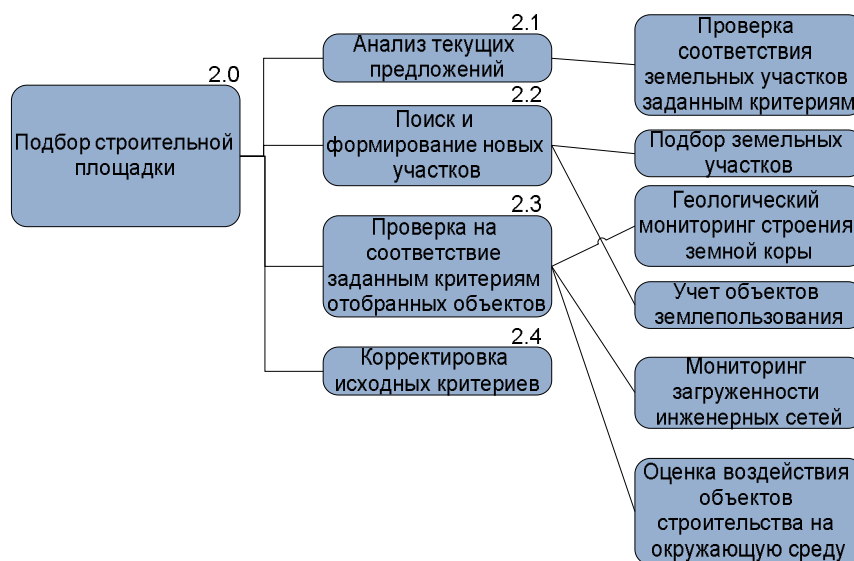 2.0
Подбор строительной
площадки
2.1
Анализ текущих
предложений
2.2
Поиск и
формирование новых
участков
2.3
Проверка на
соответствие
заданным критериям
отобранных объектов
2.4
Корректировка
исходных критериев
Проверка
соответствия
земельных участков
заданным критериям
Подбор земельных
участков
Геологический
мониторинг строения
земной коры
Учет объектов
землепользования
Мониторинг
загруженности
инженерных сетей
Оценка воздействия
объектов
строительства на
окружающую среду